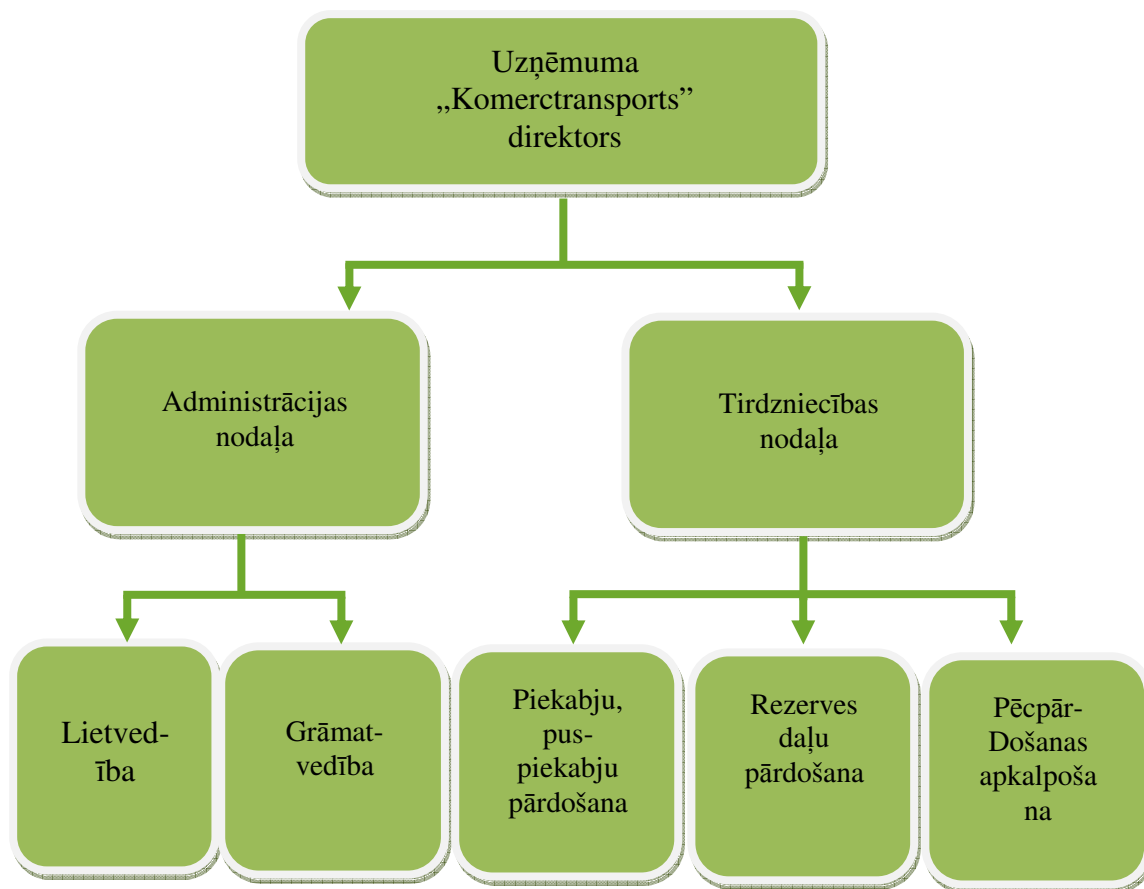 Uzņēmuma
„Komerctransports”
direktors
Administrācijas
nodaļa
Tirdzniecības
nodaļa
Lietved-
ība
Grāmat-
vedība
Piekabju,
pus-
piekabju
pārdošana
Rezerves
daļu
pārdošana
Pēcpār-
Došanas
apkalpoša
na